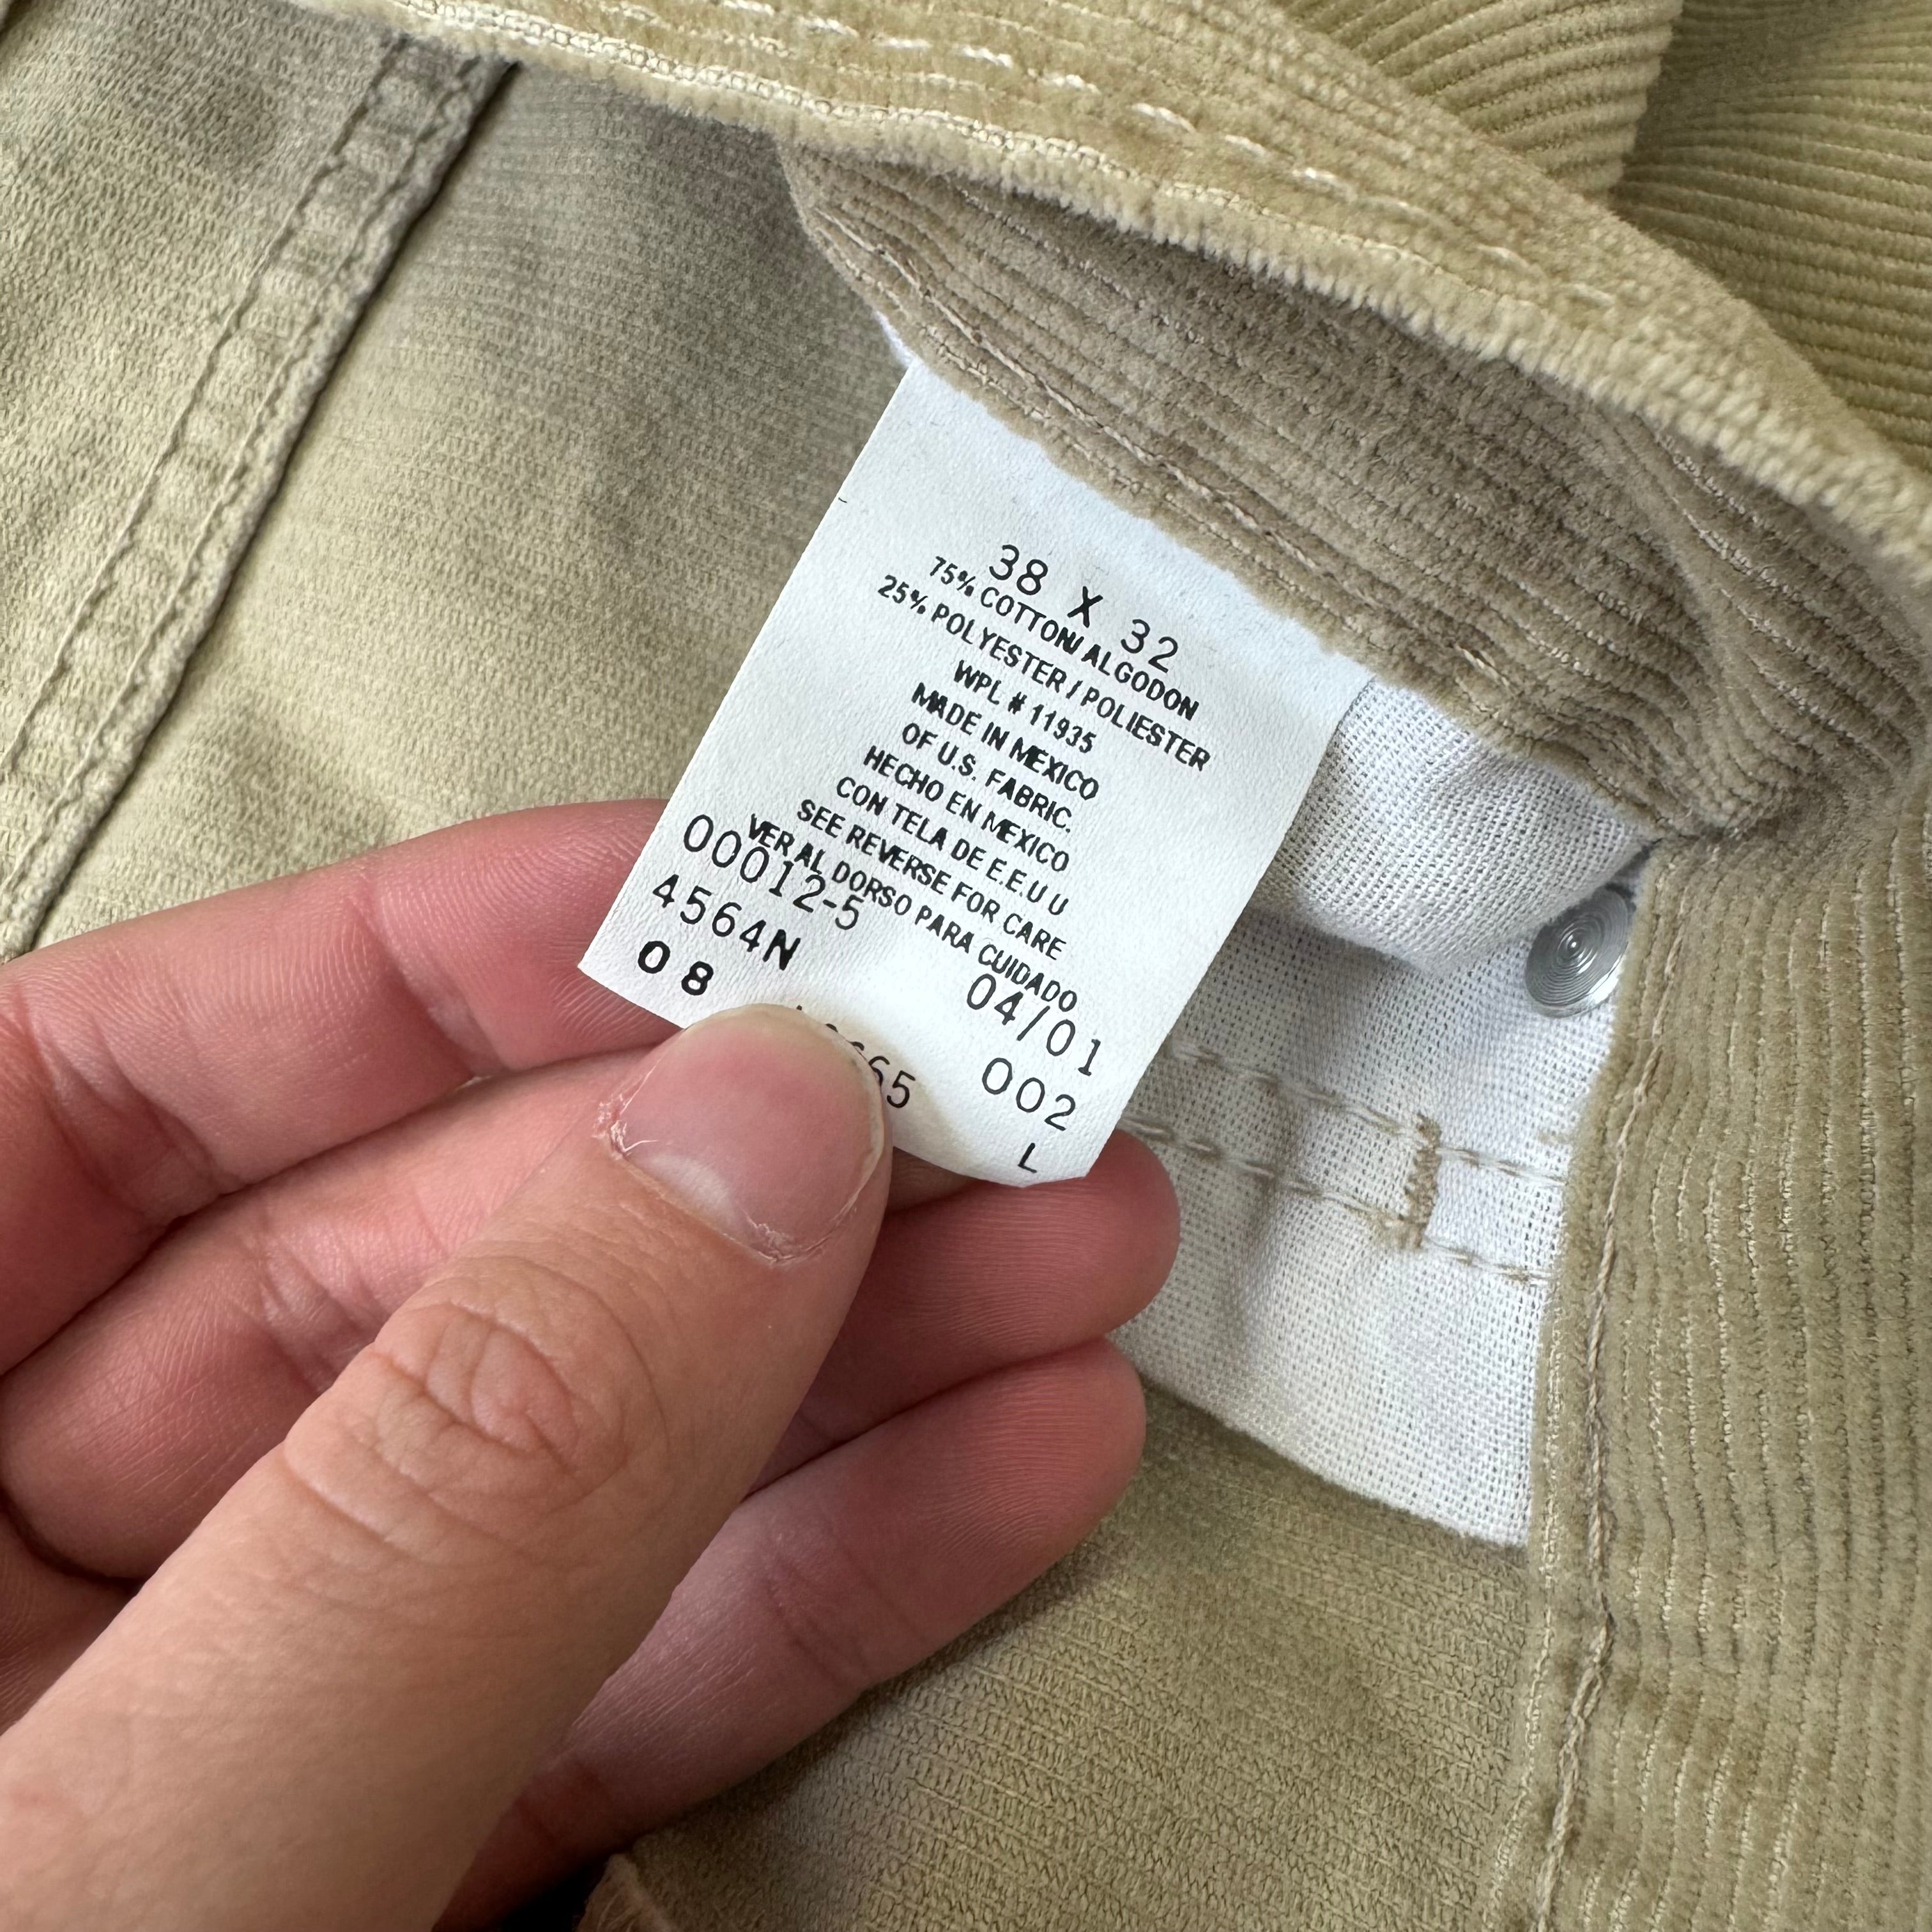 38 X 32
75% COTTON/ALGODON
25% POLYESTER/POLIESTER
WPL # 11935
MADE IN MEXICO
OF U.S. FABRIC.
HECHO EN MEXICO
CON TELA DE E.E.U U
SEE REVERSE FOR CARE
VER AL DORSO PARA CUIDADO
00012-5 04/01
4564N 002
08 L